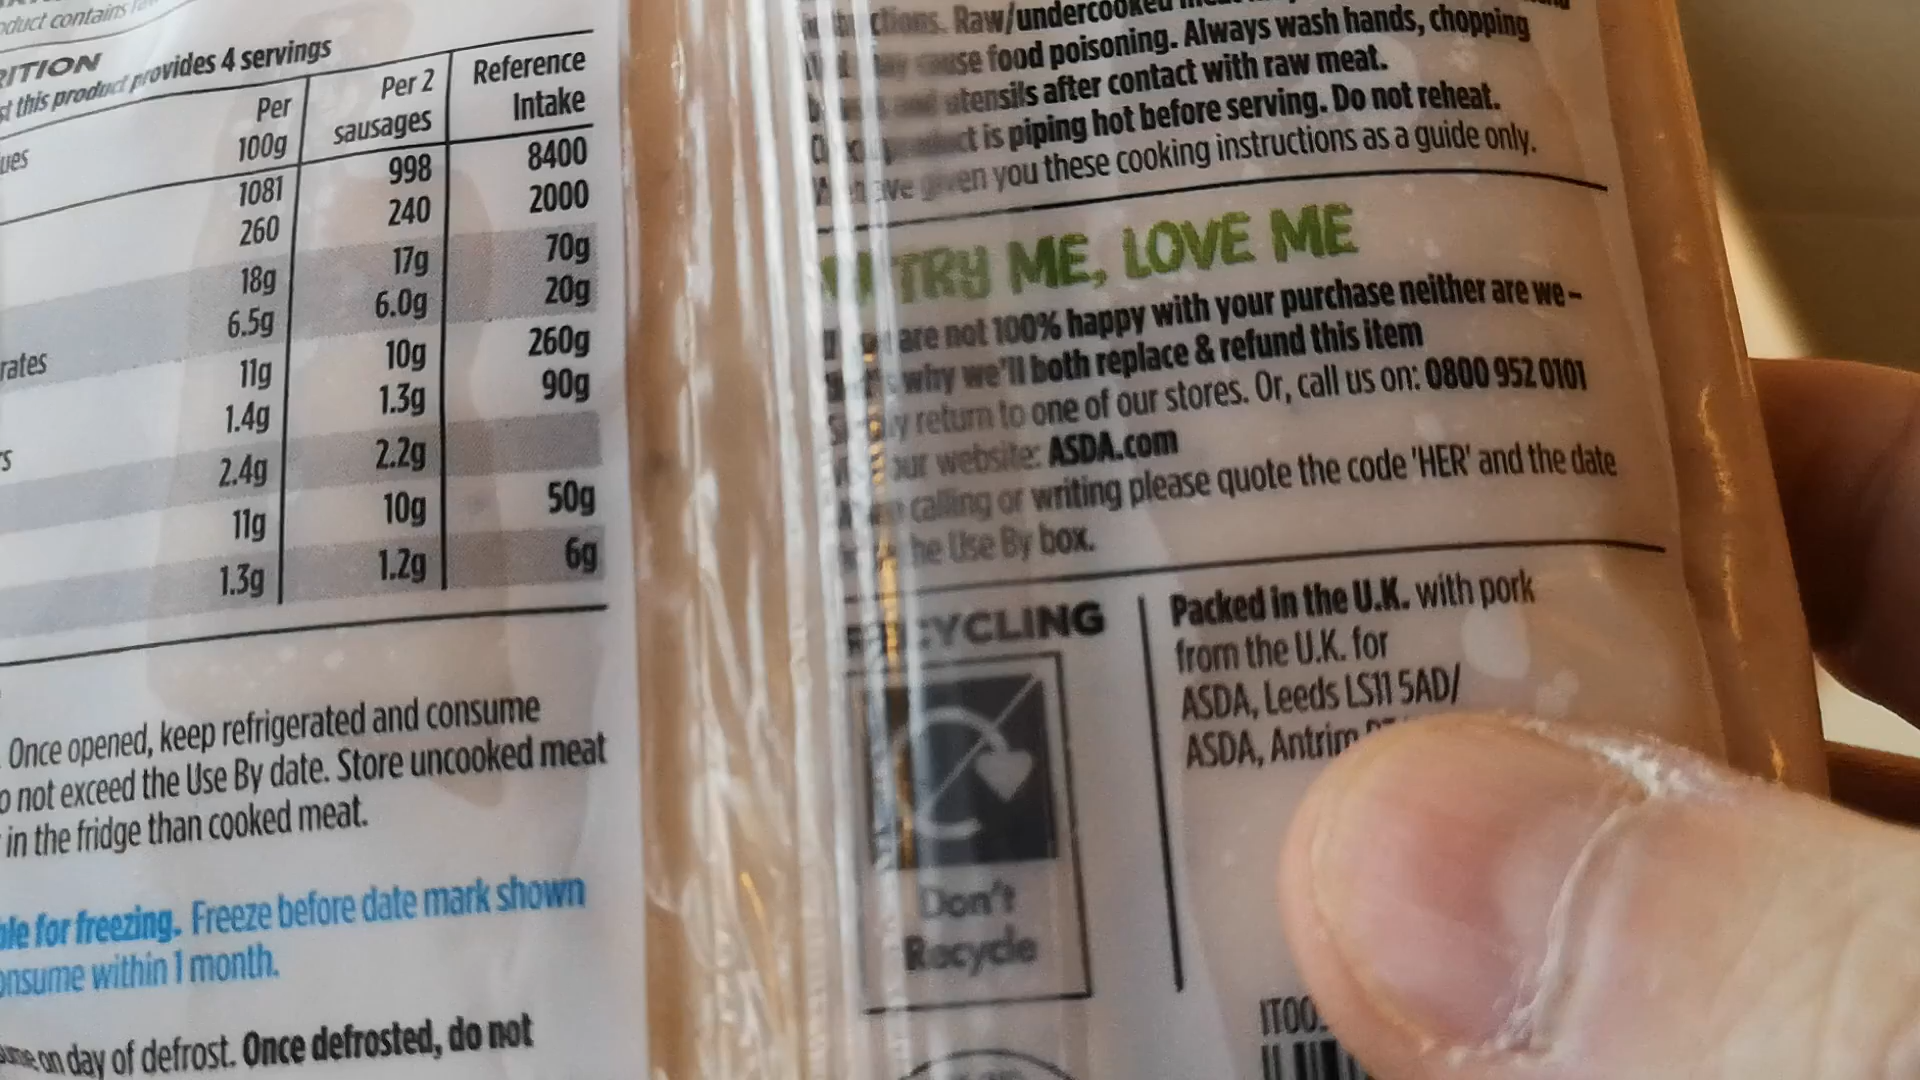 oduct contains
RITION
st this product provides 4 servings
ues
Per
100g
Per 2
sausages
Reference
Intake
1081 998 8400
260 240 2000
18g 17g 70g
6.5g 6.0g 20g
rates 11g 10g 260g
1.4g 1.3g 90g
s 2.4g 2.2g
11g 10g 50g
1.3g 1.2g 6g
Once opened, keep refrigerated and consume
o not exceed the Use By date. Store uncooked meat
in the fridge than cooked meat.
ble for freezing. Freeze before date mark shown
onsume within 1 month.
ume on day of defrost. Once defrosted, do not
ctions. Raw/undercooked
cause food poisoning. Always wash hands, chopping
and utensils after contact with raw meat.
is piping hot before serving. Do not reheat.
given you these cooking instructions as a guide only.
TRY ME, LOVE ME
are not 100% happy with your purchase neither are we -
why we'll both replace & refund this item
return to one of our stores. Or, call us on: 0800 952 0101
our website: ASDA.com
calling or writing please quote the code 'HER' and the date
he Use By box.
RECYCLING
Don't
Recycle
Packed in the U.K. with pork
from the U.K. for
ASDA, Leeds LS11 5AD/
ASDA, Antrim
IT00